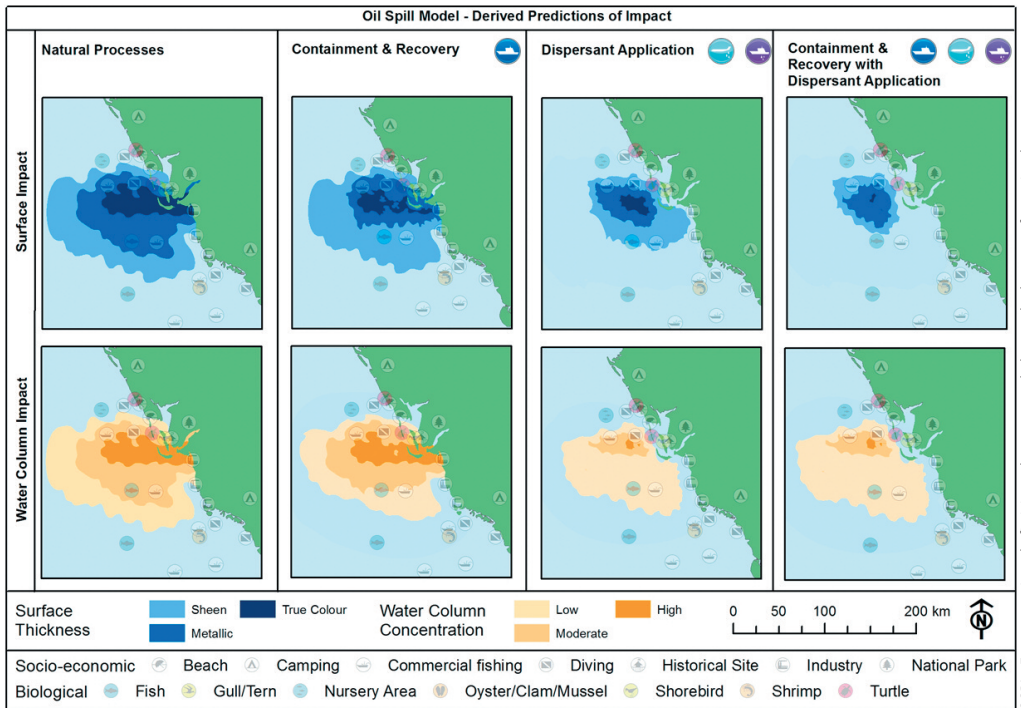 Oil Spill Model - Derived Predictions of Impact
Natural Processes
Containment & Recovery
Dispersant Application
Containment &
Recovery with
Dispersant Application
Surface Impact
Water Column Impact
Surface
Thickness
Sheen
True Colour
Metallic
Water Column
Concentration
Low
High
Moderate
0 50 100 200 km
N
Socio-economic Beach Camping Commercial fishing Diving Historical Site Industry National Park
Biological Fish Gull/Tern Nursery Area Oyster/Clam/Mussel Shorebird Shrimp Turtle